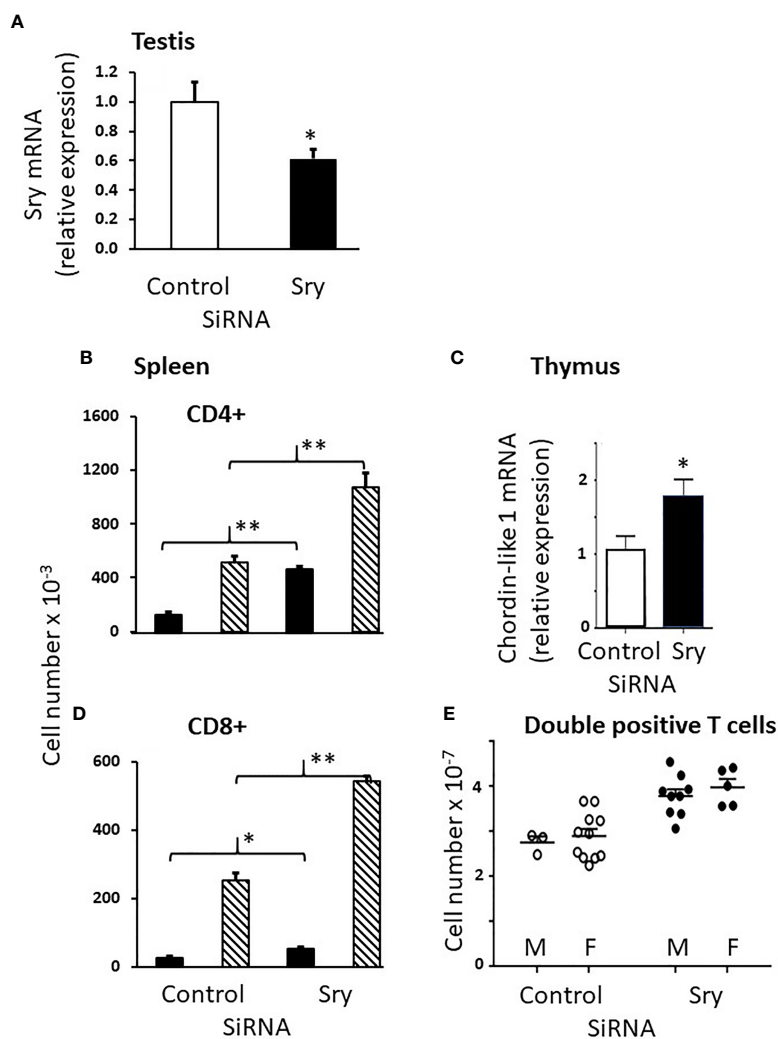 A
Testis
Sry mRNA
(relative expression)
1.2
1.0
0.8
0.6
0.4
0.2
0.0
*
Control Sry
SiRNA
B
Spleen
CD4+
Cell number x 10-3
1600
1200
800
400
0
**
**
C
Thymus
Chordin-like 1 mRNA
(relative expression)
2
1
0
*
Control Sry
SiRNA
D
CD8+
600
400
200
0
**
*
Control Sry
SiRNA
E
Double positive T cells
Cell number x 10-7
4
2
0
M F M F
Control Sry
SiRNA